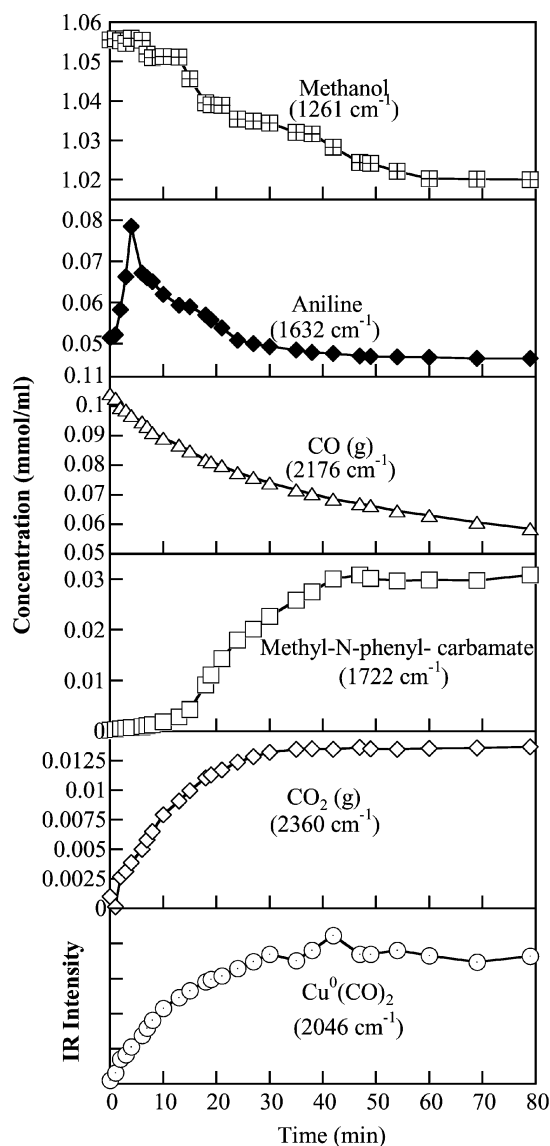 1.06
1.05
1.04
1.03
1.02
Methanol
(1261 cm⁻¹)
0.08
0.07
0.06
0.05
Aniline
(1632 cm⁻¹)
0.11
0.1
0.09
0.08
0.07
0.06
0.05
CO (g)
(2176 cm⁻¹)
Concentration (mmol/ml)
0.03
0.02
0.01
0
Methyl-N-phenyl- carbamate
(1722 cm⁻¹)
0.0125
0.01
0.0075
0.005
0.0025
0
CO₂ (g)
(2360 cm⁻¹)
IR Intensity
Cu⁰(CO)₂
(2046 cm⁻¹)
0 10 20 30 40 50 60 70 80
Time (min)